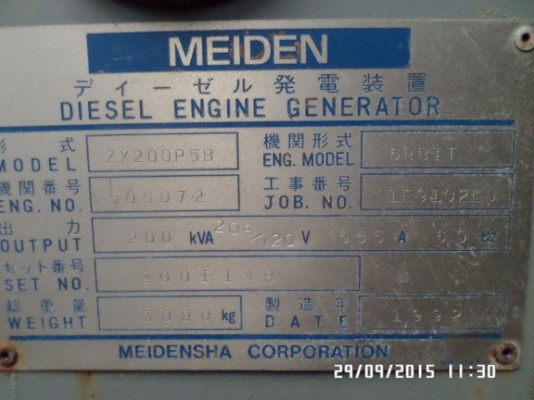 MEIDEN
ディーゼル発電装置
DIESEL ENGINE GENERATOR
形式 ZX200P5B 機関形式
MODEL ENG. MODEL
機関番号 工事番号
ENG. NO. JOB. NO.
出力 200 kVA V 555 A 60 Hz
OUTPUT
セット番号
SET NO.
総重量 kg 製造年 1992
WEIGHT DATE
MEIDENSHA CORPORATION
29/09/2015 11:30